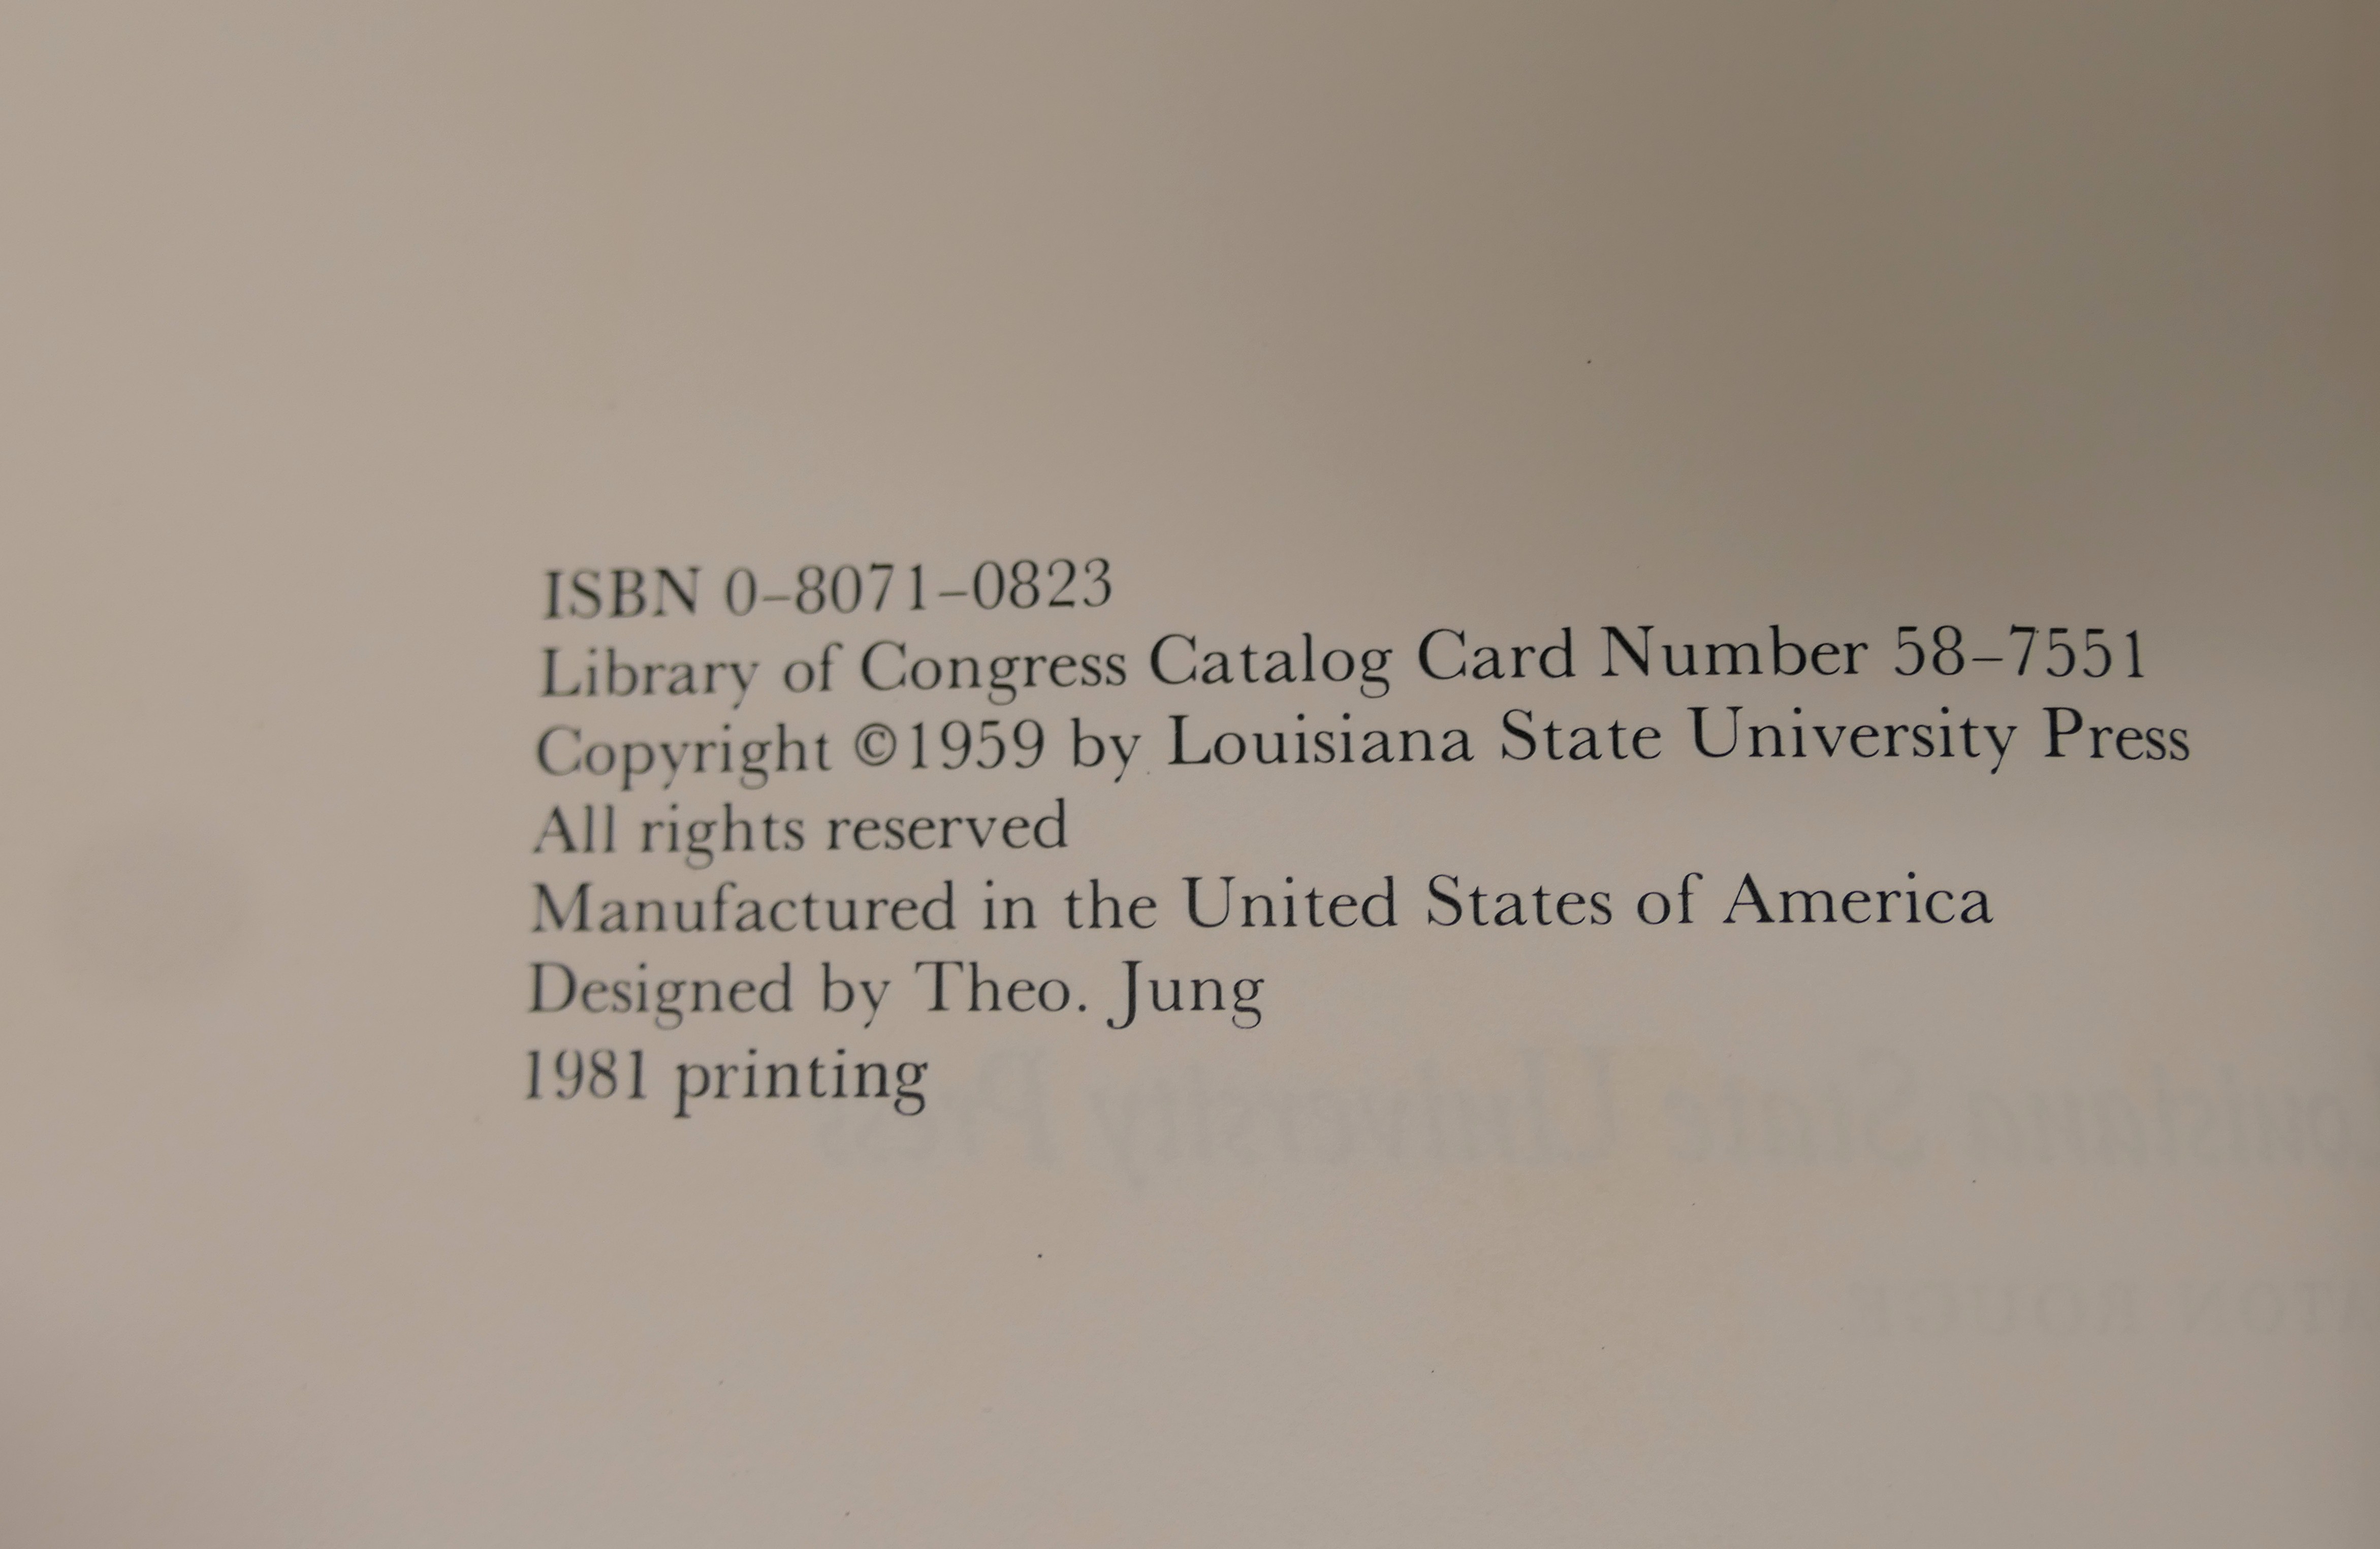 ISBN 0–8071–0823
Library of Congress Catalog Card Number 58–7551
Copyright ©1959 by Louisiana State University Press
All rights reserved
Manufactured in the United States of America
Designed by Theo. Jung
1981 printing